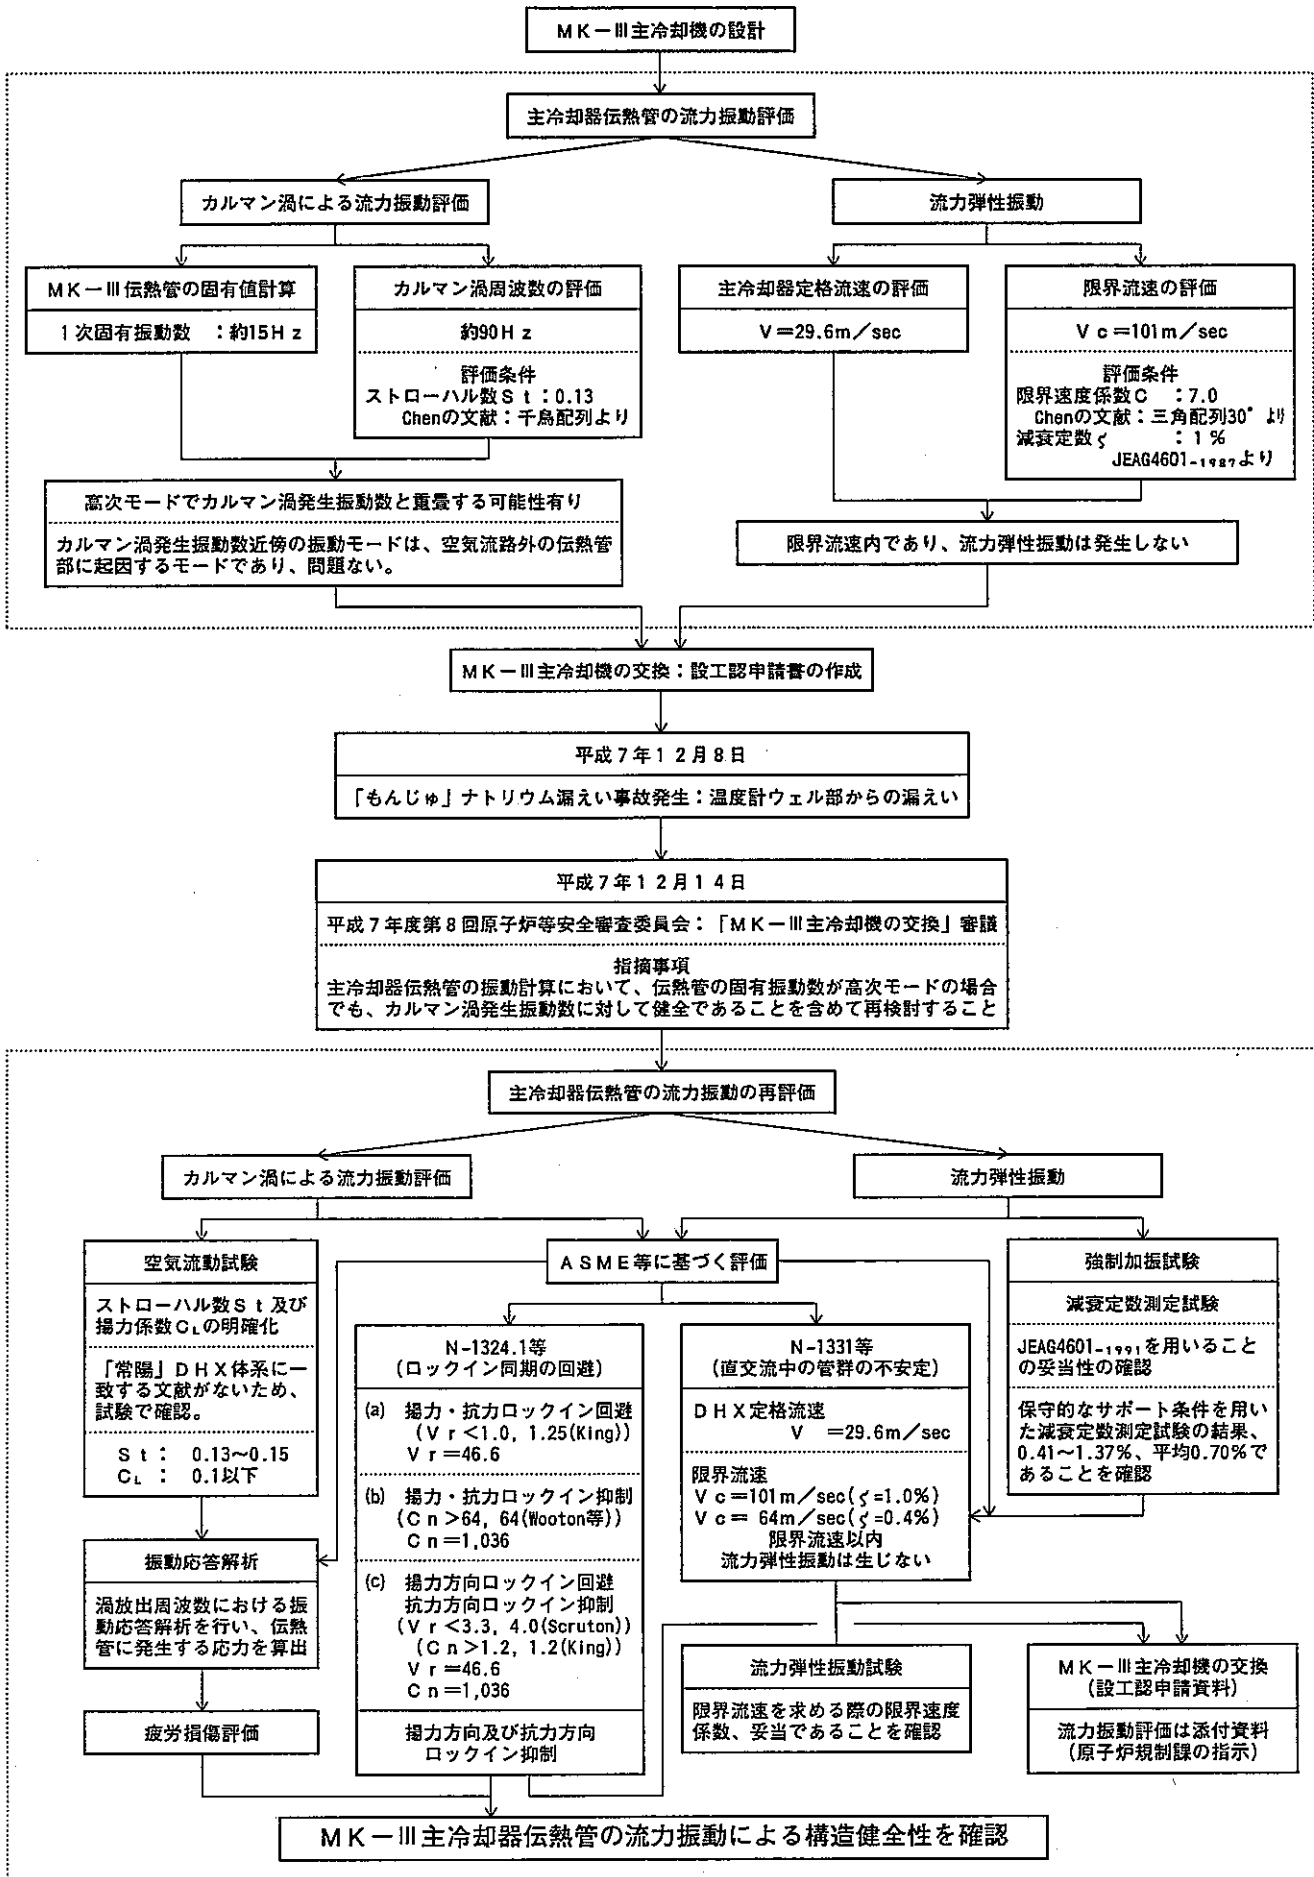 MK－Ⅲ主冷却機の設計
主冷却器伝熱管の流力振動評価
カルマン渦による流力振動評価
流力弾性振動
MK－Ⅲ伝熱管の固有値計算
1次固有振動数 ：約15Hz
カルマン渦周波数の評価
約90Hz
評価条件
ストローハル数St：0.13
Chenの文献：千鳥配列より
主冷却器定格流速の評価
V＝29.6m／sec
限界流速の評価
Vc＝101m／sec
評価条件
限界速度係数C ：7.0
Chenの文献：三角配列30°より
減衰定数ζ ：1％
JEAG4601-1987より
高次モードでカルマン渦発生振動数と重畳する可能性有り
カルマン渦発生振動数近傍の振動モードは、空気流路外の伝熱管
部に起因するモードであり、問題ない。
限界流速内であり、流力弾性振動は発生しない
MK－Ⅲ主冷却機の交換：設工認申請書の作成
平成7年12月8日
「もんじゅ」ナトリウム漏えい事故発生：温度計ウェル部からの漏えい
平成7年12月14日
平成7年度第8回原子炉等安全審査委員会：「MK－Ⅲ主冷却機の交換」審議
指摘事項
主冷却器伝熱管の振動計算において、伝熱管の固有振動数が高次モードの場合
でも、カルマン渦発生振動数に対して健全であることを含めて再検討すること
主冷却器伝熱管の流力振動の再評価
カルマン渦による流力振動評価
流力弾性振動
空気流動試験
ストローハル数St及び
揚力係数CLの明確化
「常陽」DHX体系に一
致する文献がないため、
試験で確認。
St： 0.13～0.15
CL： 0.1以下
振動応答解析
渦放出周波数における振
動応答解析を行い、伝熱
管に発生する応力を算出
疲労損傷評価
ASME等に基づく評価
N-1324.1等
(ロックイン同期の回避)
(a) 揚力・抗力ロックイン回避
(Vr＜1.0, 1.25(King))
Vr＝46.6
(b) 揚力・抗力ロックイン抑制
(Cn＞64, 64(Wooton等))
Cn＝1,036
(c) 揚力方向ロックイン回避
抗力方向ロックイン抑制
(Vr＜3.3, 4.0(Scruton))
(Cn＞1.2, 1.2(King))
Vr＝46.6
Cn＝1,036
揚力方向及び抗力方向
ロックイン抑制
N-1331等
(直交流中の管群の不安定)
DHX定格流速
V ＝29.6m／sec
限界流速
Vc＝101m／sec(ζ=1.0%)
Vc＝ 64m／sec(ζ=0.4%)
限界流速以内
流力弾性振動は生じない
強制加振試験
減衰定数測定試験
JEAG4601-1991を用いること
の妥当性の確認
保守的なサポート条件を用い
た減衰定数測定試験の結果、
0.41～1.37%、平均0.70%で
あることを確認
流力弾性振動試験
限界流速を求める際の限界速度
係数、妥当であることを確認
MK－Ⅲ主冷却機の交換
(設工認申請資料)
流力振動評価は添付資料
(原子炉規制課の指示)
MK－Ⅲ主冷却器伝熱管の流力振動による構造健全性を確認